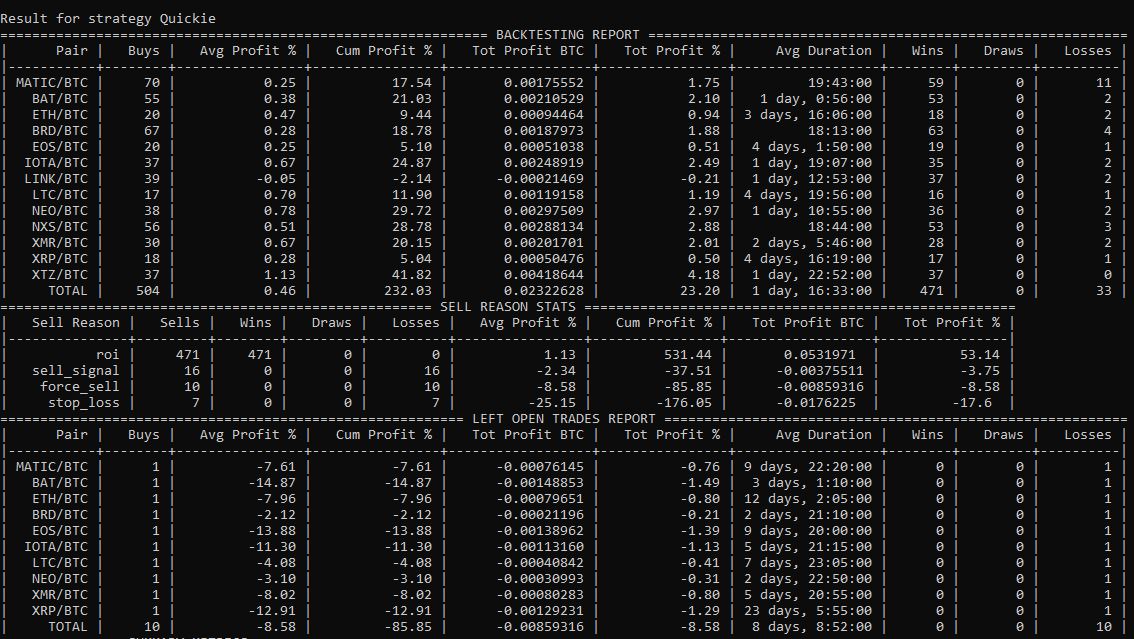 Result for strategy Quickie
============================================================= BACKTESTING REPORT ============================================================
| Pair | Buys | Avg Profit % | Cum Profit % | Tot Profit BTC | Tot Profit % | Avg Duration | Wins | Draws | Losses |
|-----------+--------+----------------+----------------+------------------+----------------+-----------------+--------+---------+----------|
| MATIC/BTC | 70 | 0.25 | 17.54 | 0.00175552 | 1.75 | 19:43:00 | 59 | 0 | 11 |
| BAT/BTC | 55 | 0.38 | 21.03 | 0.00210529 | 2.10 | 1 day, 0:56:00 | 53 | 0 | 2 |
| ETH/BTC | 20 | 0.47 | 9.44 | 0.00094464 | 0.94 | 3 days, 16:06:00 | 18 | 0 | 2 |
| BRD/BTC | 67 | 0.28 | 18.78 | 0.00187973 | 1.88 | 18:13:00 | 63 | 0 | 4 |
| EOS/BTC | 20 | 0.25 | 5.10 | 0.00051038 | 0.51 | 4 days, 1:50:00 | 19 | 0 | 1 |
| IOTA/BTC | 37 | 0.67 | 24.87 | 0.00248919 | 2.49 | 1 day, 19:07:00 | 35 | 0 | 2 |
| LINK/BTC | 39 | -0.05 | -2.14 | -0.00021469 | -0.21 | 1 day, 12:53:00 | 37 | 0 | 2 |
| LTC/BTC | 17 | 0.70 | 11.90 | 0.00119158 | 1.19 | 4 days, 19:56:00 | 16 | 0 | 1 |
| NEO/BTC | 38 | 0.78 | 29.72 | 0.00297509 | 2.97 | 1 day, 10:55:00 | 36 | 0 | 2 |
| NXS/BTC | 56 | 0.51 | 28.78 | 0.00288134 | 2.88 | 18:44:00 | 53 | 0 | 3 |
| XMR/BTC | 30 | 0.67 | 20.15 | 0.00201701 | 2.01 | 2 days, 5:46:00 | 28 | 0 | 2 |
| XRP/BTC | 18 | 0.28 | 5.04 | 0.00050476 | 0.50 | 4 days, 16:19:00 | 17 | 0 | 1 |
| XTZ/BTC | 37 | 1.13 | 41.82 | 0.00418644 | 4.18 | 1 day, 22:52:00 | 37 | 0 | 0 |
| TOTAL | 504 | 0.46 | 232.03 | 0.02322628 | 23.20 | 1 day, 16:33:00 | 471 | 0 | 33 |
====================================================== SELL REASON STATS ======================================================
| Sell Reason | Sells | Wins | Draws | Losses | Avg Profit % | Cum Profit % | Tot Profit BTC | Tot Profit % |
|---------------+---------+--------+---------+----------+----------------+----------------+------------------+----------------|
| roi | 471 | 471 | 0 | 0 | 1.13 | 531.44 | 0.0531971 | 53.14 |
| sell_signal | 16 | 0 | 0 | 16 | -2.34 | -37.51 | -0.00375511 | -3.75 |
| force_sell | 10 | 0 | 0 | 10 | -8.58 | -85.85 | -0.00859316 | -8.58 |
| stop_loss | 7 | 0 | 0 | 7 | -25.15 | -176.05 | -0.0176225 | -17.6 |
========================================================== LEFT OPEN TRADES REPORT ==========================================================
| Pair | Buys | Avg Profit % | Cum Profit % | Tot Profit BTC | Tot Profit % | Avg Duration | Wins | Draws | Losses |
|-----------+--------+----------------+----------------+------------------+----------------+-----------------+--------+---------+----------|
| MATIC/BTC | 1 | -7.61 | -7.61 | -0.00076145 | -0.76 | 9 days, 22:20:00 | 0 | 0 | 1 |
| BAT/BTC | 1 | -14.87 | -14.87 | -0.00148853 | -1.49 | 3 days, 1:10:00 | 0 | 0 | 1 |
| ETH/BTC | 1 | -7.96 | -7.96 | -0.00079651 | -0.80 | 12 days, 2:05:00 | 0 | 0 | 1 |
| BRD/BTC | 1 | -2.12 | -2.12 | -0.00021196 | -0.21 | 2 days, 21:10:00 | 0 | 0 | 1 |
| EOS/BTC | 1 | -13.88 | -13.88 | -0.00138962 | -1.39 | 9 days, 20:00:00 | 0 | 0 | 1 |
| IOTA/BTC | 1 | -11.30 | -11.30 | -0.00113160 | -1.13 | 5 days, 21:15:00 | 0 | 0 | 1 |
| LTC/BTC | 1 | -4.08 | -4.08 | -0.00040842 | -0.41 | 7 days, 23:05:00 | 0 | 0 | 1 |
| NEO/BTC | 1 | -3.10 | -3.10 | -0.00030993 | -0.31 | 2 days, 22:50:00 | 0 | 0 | 1 |
| XMR/BTC | 1 | -8.02 | -8.02 | -0.00080283 | -0.80 | 5 days, 20:55:00 | 0 | 0 | 1 |
| XRP/BTC | 1 | -12.91 | -12.91 | -0.00129231 | -1.29 | 23 days, 5:55:00 | 0 | 0 | 1 |
| TOTAL | 10 | -8.58 | -85.85 | -0.00859316 | -8.58 | 8 days, 8:52:00 | 0 | 0 | 10 |